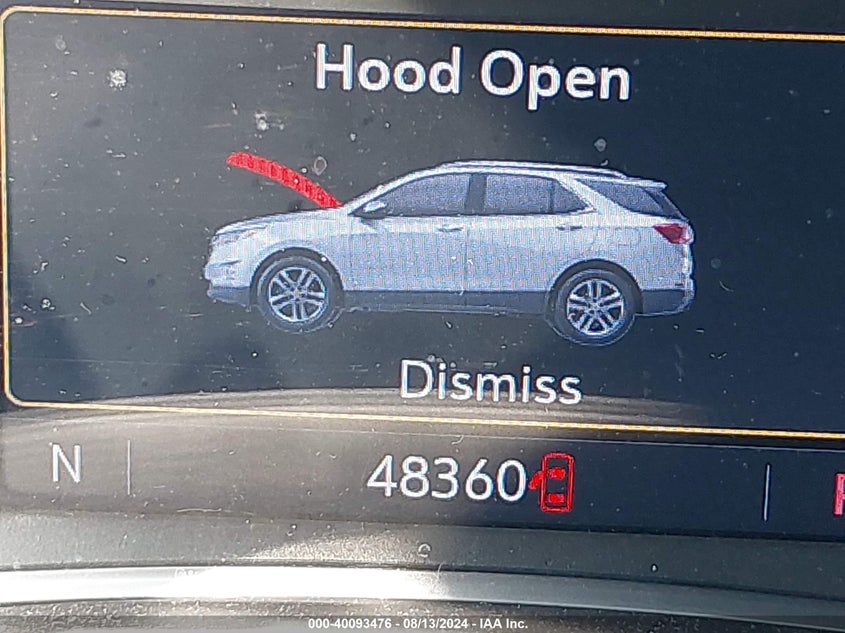 Hood Open
Dismiss
N 48360
000-40093476 - 08/13/2024 - IAA Inc.